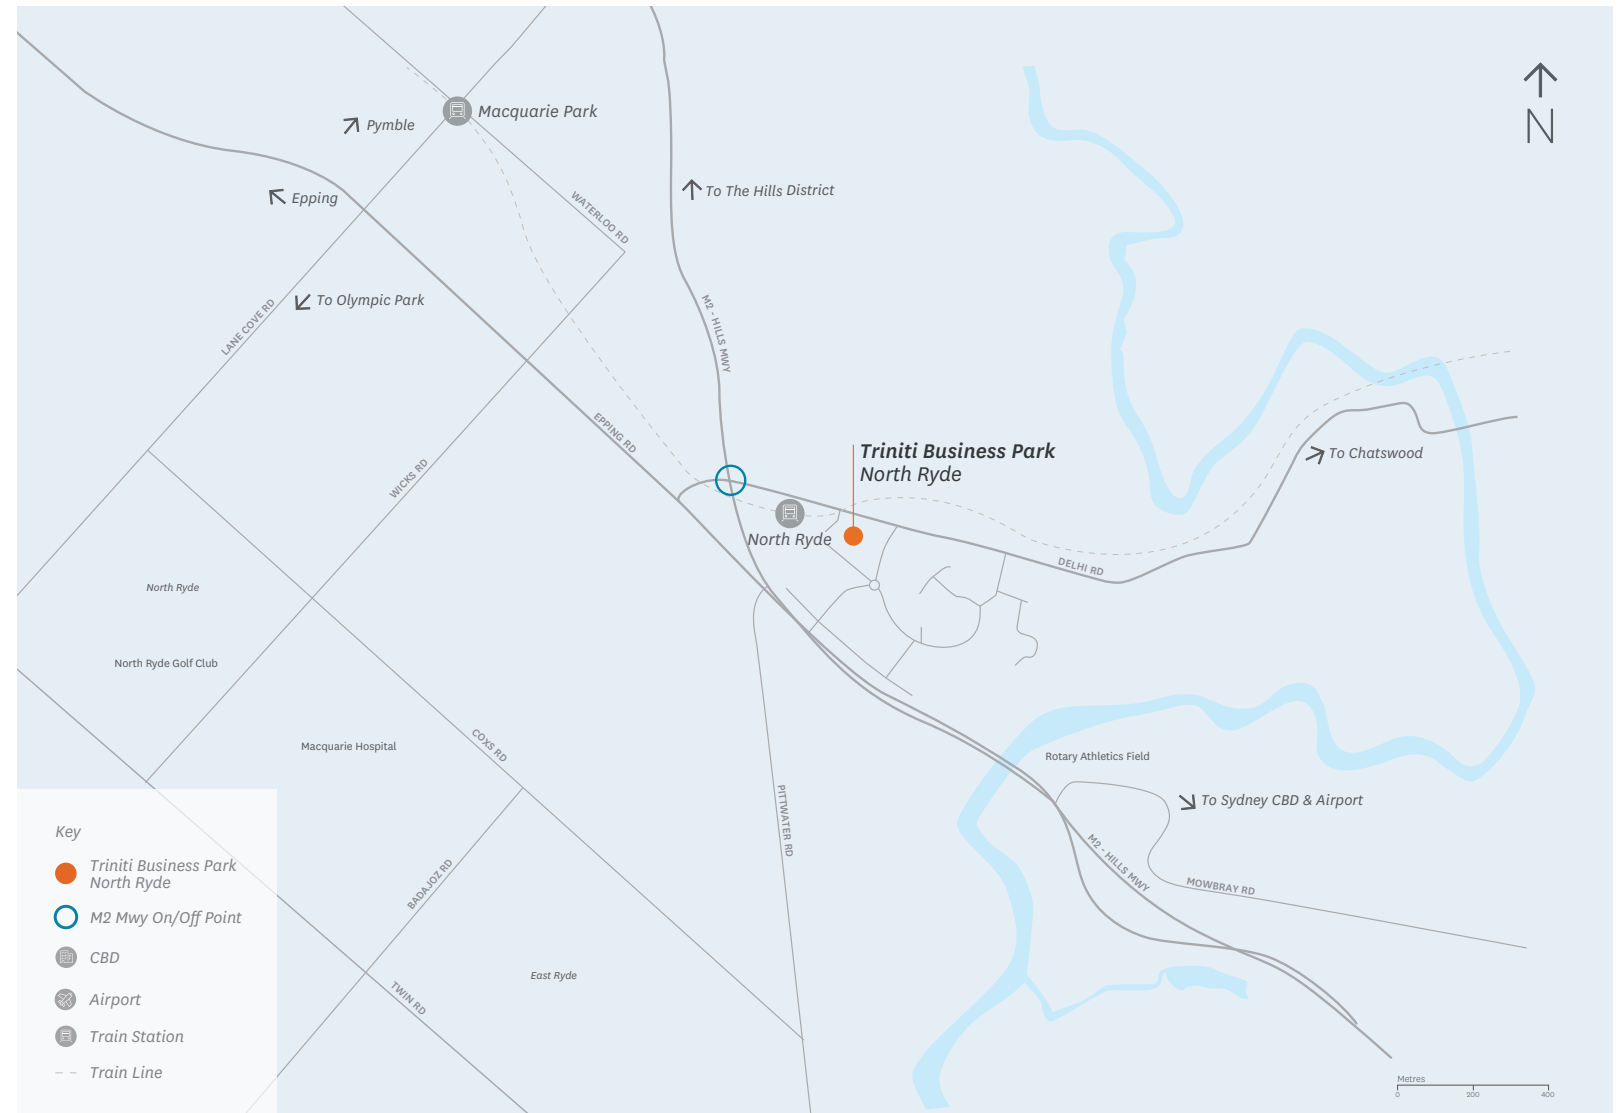 Macquarie Park
Pymble
N
Epping
To The Hills District
WATERLOO RD
To Olympic Park
LANE COVE RD
M2 - HILLS MWY
EPPING RD
WICKS RD
Triniti Business Park
North Ryde
To Chatswood
North Ryde
DELHI RD
North Ryde
North Ryde Golf Club
Macquarie Hospital
COXS RD
Rotary Athletics Field
To Sydney CBD & Airport
PITTWATER RD
M2 - HILLS MWY
MOWBRAY RD
BADAJOZ RD
East Ryde
TWIN RD
Key
Triniti Business Park
North Ryde
M2 Mwy On/Off Point
CBD
Airport
Train Station
Train Line
Metres
0 200 400